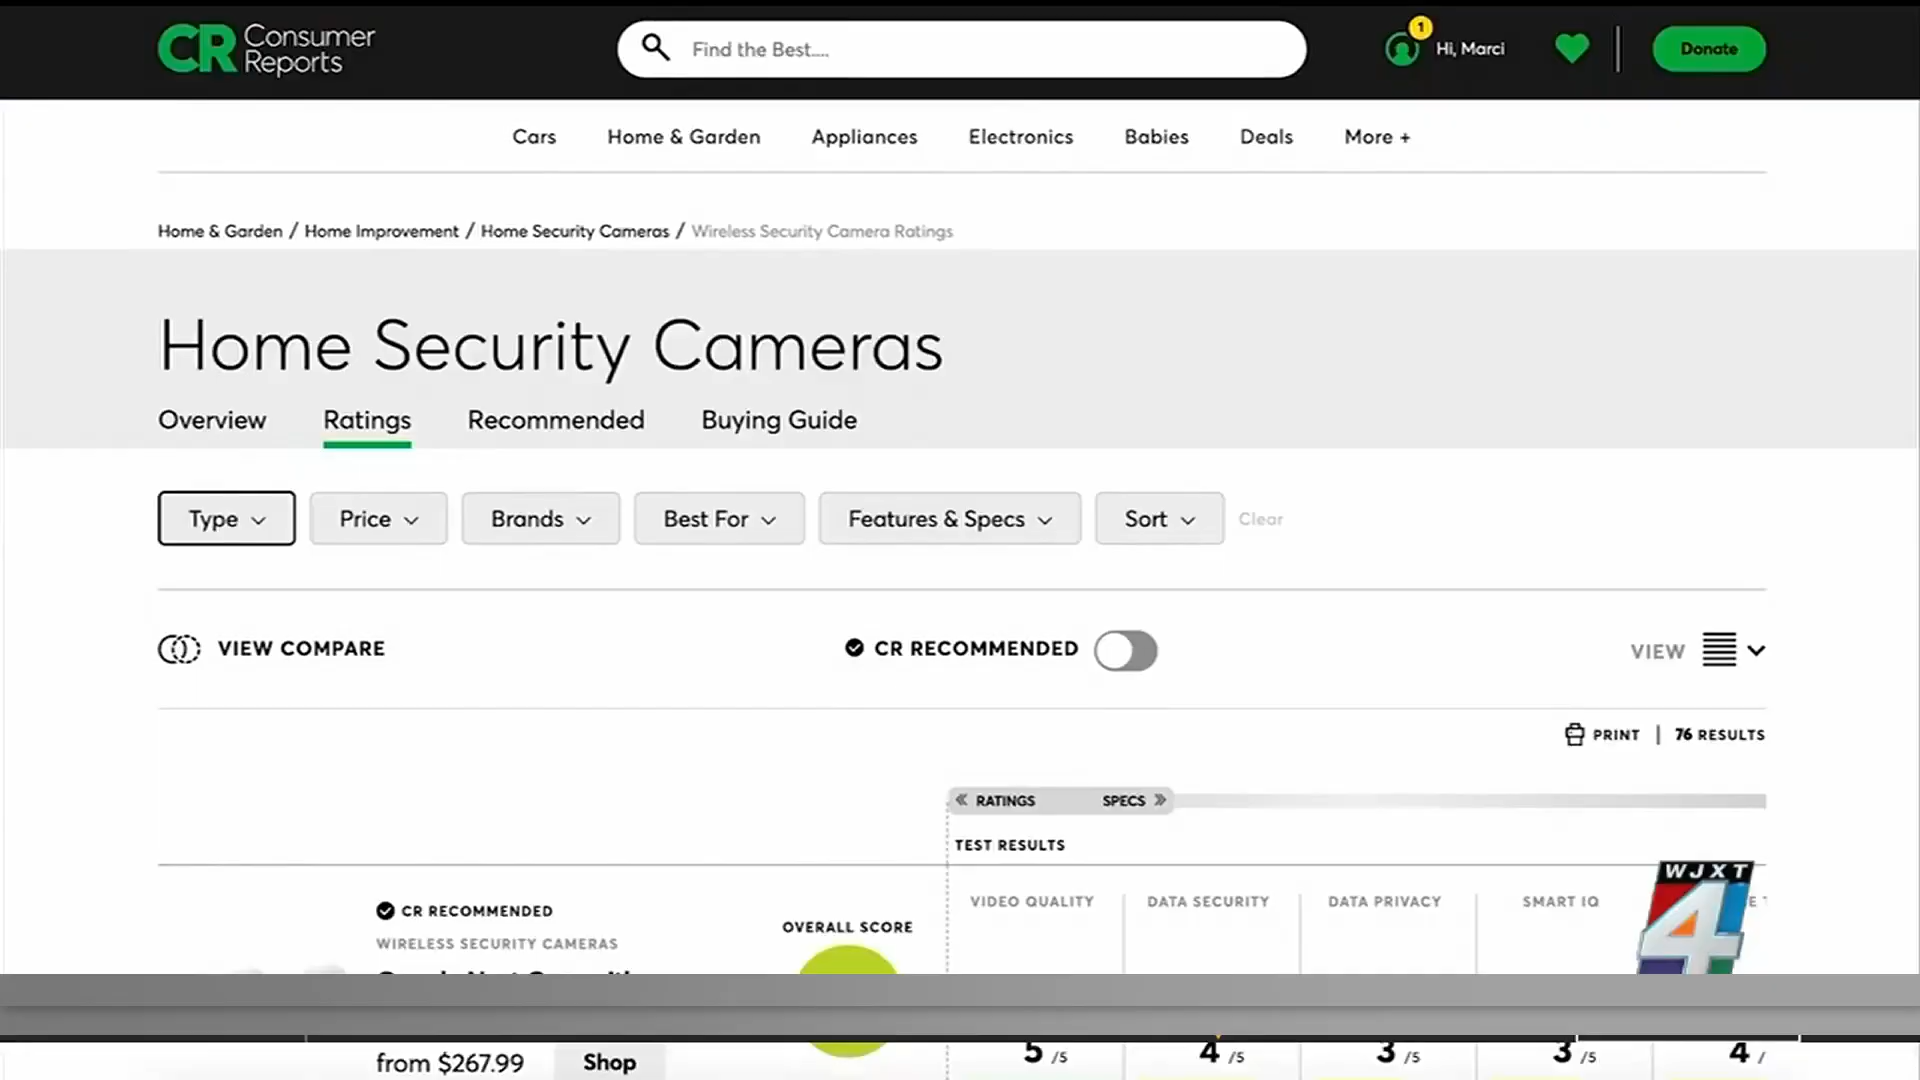 CR Consumer Reports
Find the Best....
1
Hi, Marci
Donate
Cars Home & Garden Appliances Electronics Babies Deals More +
Home & Garden / Home Improvement / Home Security Cameras / Wireless Security Camera Ratings
Home Security Cameras
Overview Ratings Recommended Buying Guide
Type Price Brands Best For Features & Specs Sort Clear
VIEW COMPARE
CR RECOMMENDED
VIEW
PRINT | 76 RESULTS
« RATINGS SPECS »
TEST RESULTS
VIDEO QUALITY DATA SECURITY DATA PRIVACY SMART IQ
CR RECOMMENDED
WIRELESS SECURITY CAMERAS
OVERALL SCORE
WJXT
4
from $267.99 Shop
5 /5 4 /5 3 /5 3 /5 4 /